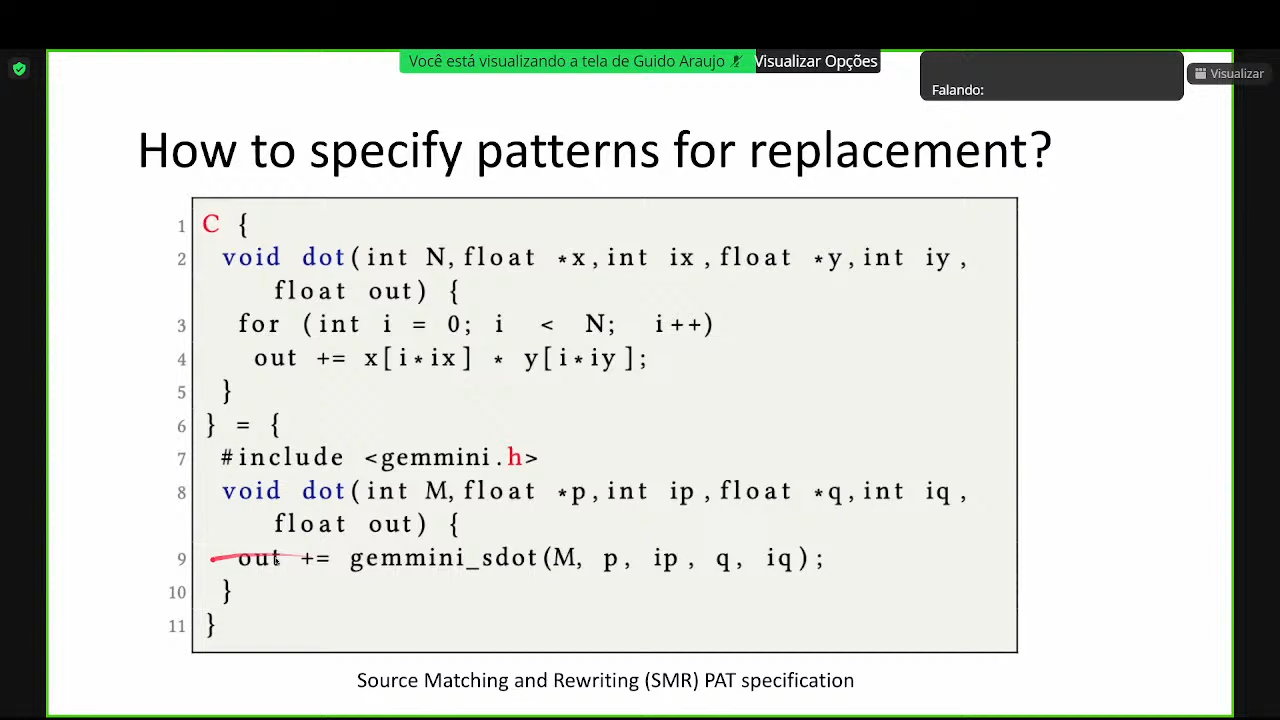 Você está visualizando a tela de Guido Araujo
Visualizar Opções
Falando:
Visualizar
How to specify patterns for replacement?
1 C {
2 void dot(int N,float *x,int ix,float *y,int iy,
float out) {
3 for (int i = 0; i < N; i++)
4 out += x[i*ix] * y[i*iy];
5 }
6 } = {
7 #include <gemmini.h>
8 void dot(int M,float *p,int ip,float *q,int iq,
float out) {
9 out += gemmini_sdot(M, p, ip, q, iq);
10 }
11 }
Source Matching and Rewriting (SMR) PAT specification